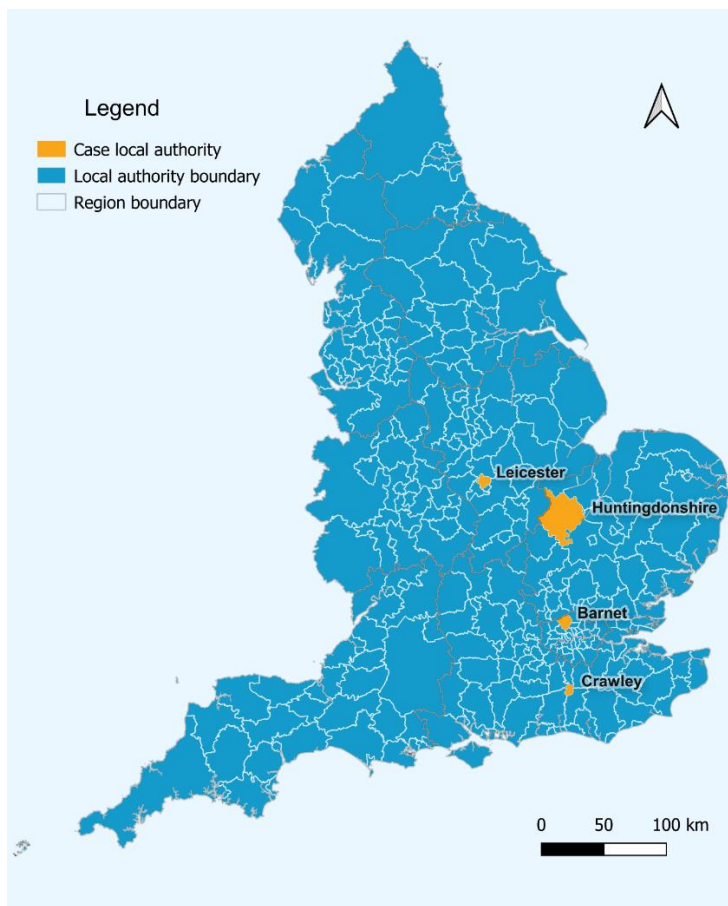 Legend
Case local authority
Local authority boundary
Region boundary
Leicester
Huntingdonshire
Barnet
Crawley
0 50 100 km